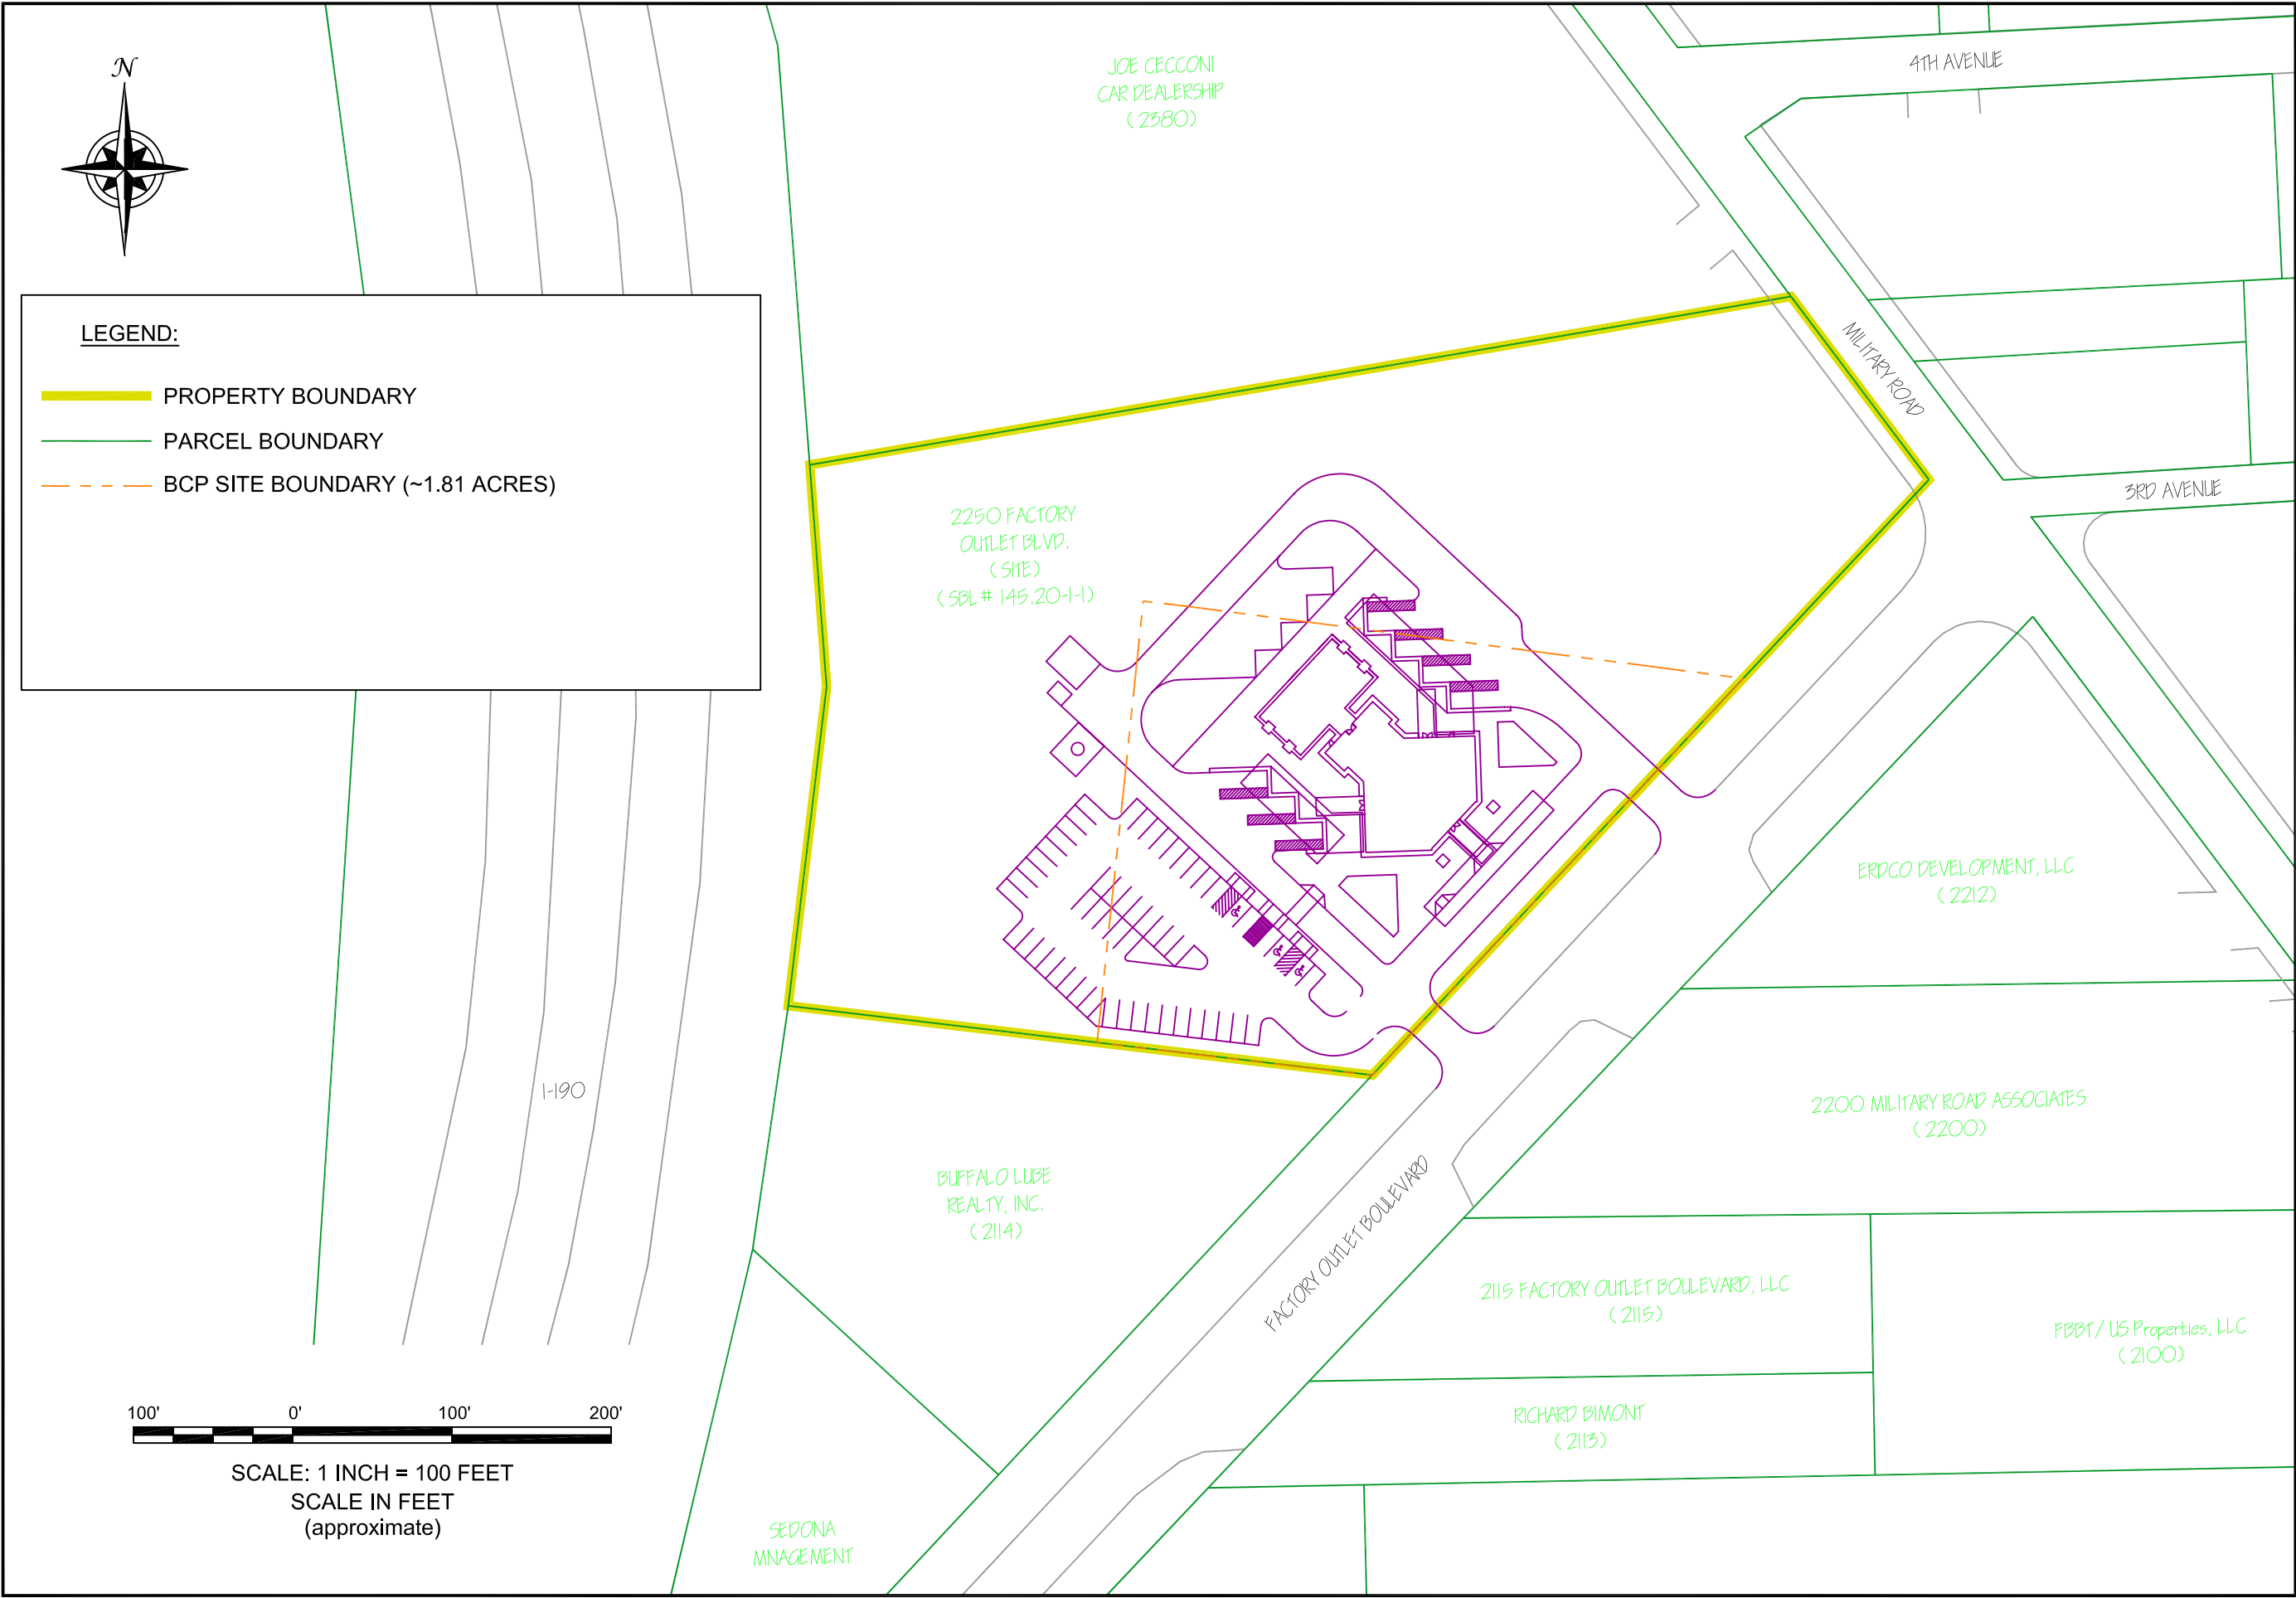 N
JOE CECCONI
CAR DEALERSHIP
(2380)
4TH AVENUE
LEGEND:
PROPERTY BOUNDARY
PARCEL BOUNDARY
BCP SITE BOUNDARY (~1.81 ACRES)
MILITARY ROAD
3RD AVENUE
2250 FACTORY
OUTLET BLVD.
(SITE)
(SBL# 145.20-1-1)
ERDCO DEVELOPMENT, LLC
(2212)
I-190
2200 MILITARY ROAD ASSOCIATES
(2200)
BUFFALO LUBE
REALTY, INC.
(2114)
FACTORY OUTLET BOULEVARD
2115 FACTORY OUTLET BOULEVARD, LLC
(2115)
FBBT/ US Properties, LLC
(2100)
RICHARD BIMONT
(2113)
100' 0' 100' 200'
SCALE: 1 INCH = 100 FEET
SCALE IN FEET
(approximate)
SEDONA
MNAGEMENT